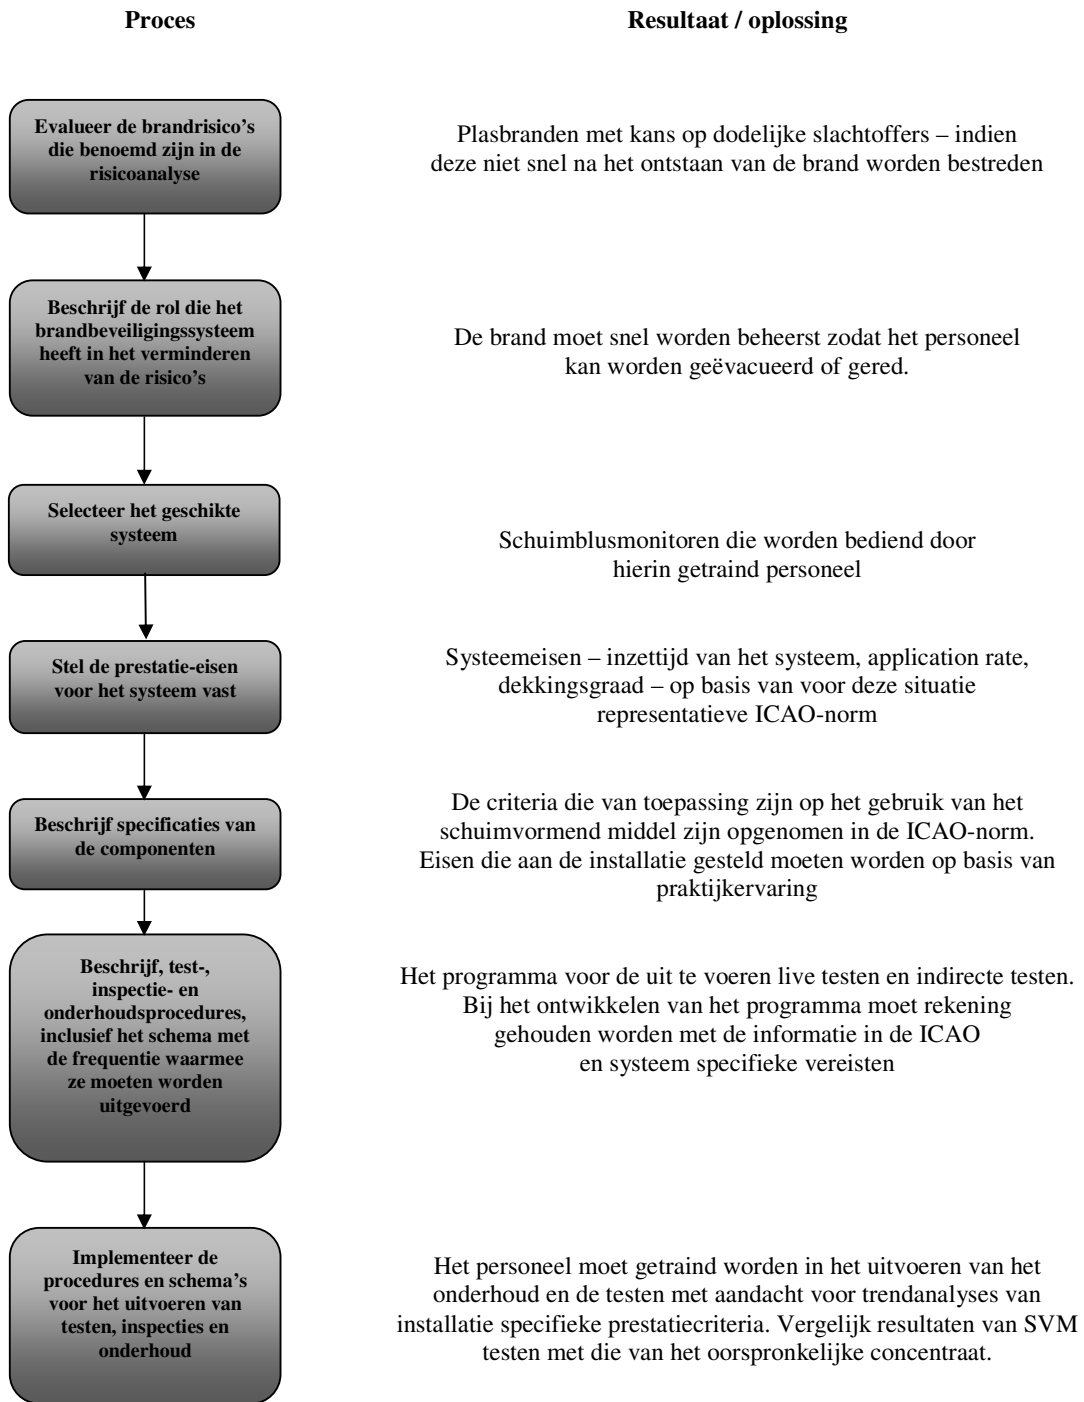 Proces
Resultaat / oplossing
Evalueer de brandrisico's
die benoemd zijn in de
risicoanalyse
Plasbranden met kans op dodelijke slachtoffers – indien
deze niet snel na het ontstaan van de brand worden bestreden
Beschrijf de rol die het
brandbeveiligingssysteem
heeft in het verminderen
van de risico's
De brand moet snel worden beheerst zodat het personeel
kan worden geëvacueerd of gered.
Selecteer het geschikte
systeem
Schuimblusmonitoren die worden bediend door
hierin getraind personeel
Stel de prestatie-eisen
voor het systeem vast
Systeemeisen – inzettijd van het systeem, application rate,
dekkingsgraad – op basis van voor deze situatie
representatieve ICAO-norm
Beschrijf specificaties van
de componenten
De criteria die van toepassing zijn op het gebruik van het
schuimvormend middel zijn opgenomen in de ICAO-norm.
Eisen die aan de installatie gesteld moeten worden op basis van
praktijkervaring
Beschrijf, test-,
inspectie- en
onderhoudsprocedures,
inclusief het schema met
de frequentie waarmee
ze moeten worden
uitgevoerd
Het programma voor de uit te voeren live testen en indirecte testen.
Bij het ontwikkelen van het programma moet rekening
gehouden worden met de informatie in de ICAO
en systeem specifieke vereisten
Implementeer de
procedures en schema's
voor het uitvoeren van
testen, inspecties en
onderhoud
Het personeel moet getraind worden in het uitvoeren van het
onderhoud en de testen met aandacht voor trendanalyses van
installatie specifieke prestatiecriteria. Vergelijk resultaten van SVM
testen met die van het oorspronkelijke concentraat.